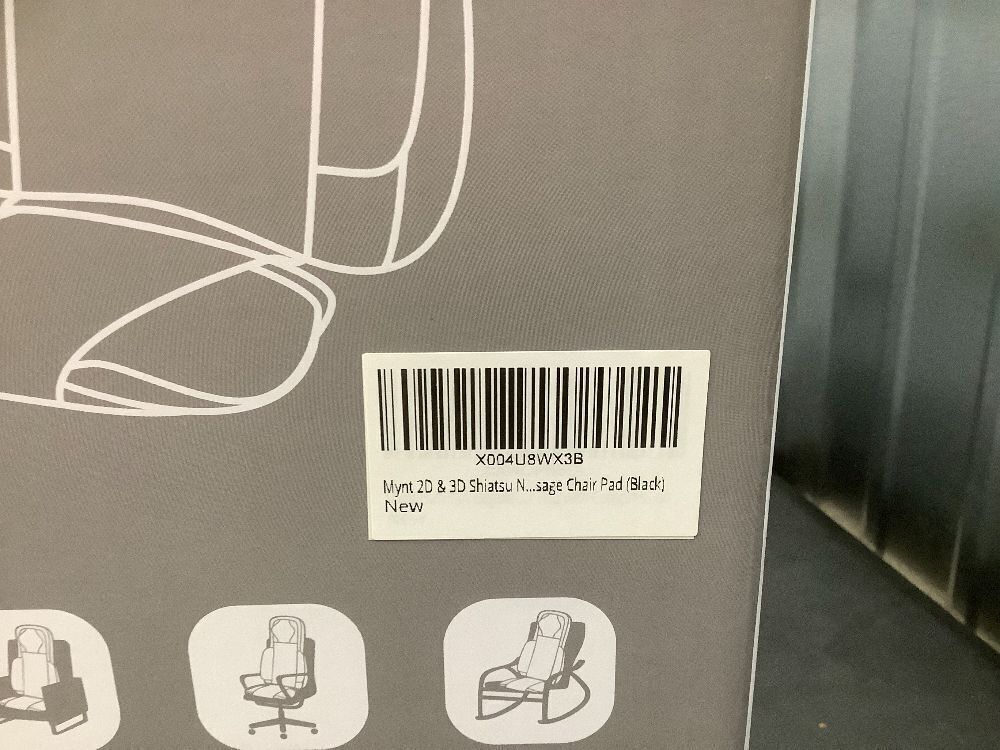 X004U8WX3B
Mynt 2D & 3D Shiatsu N...sage Chair Pad (Black)
New